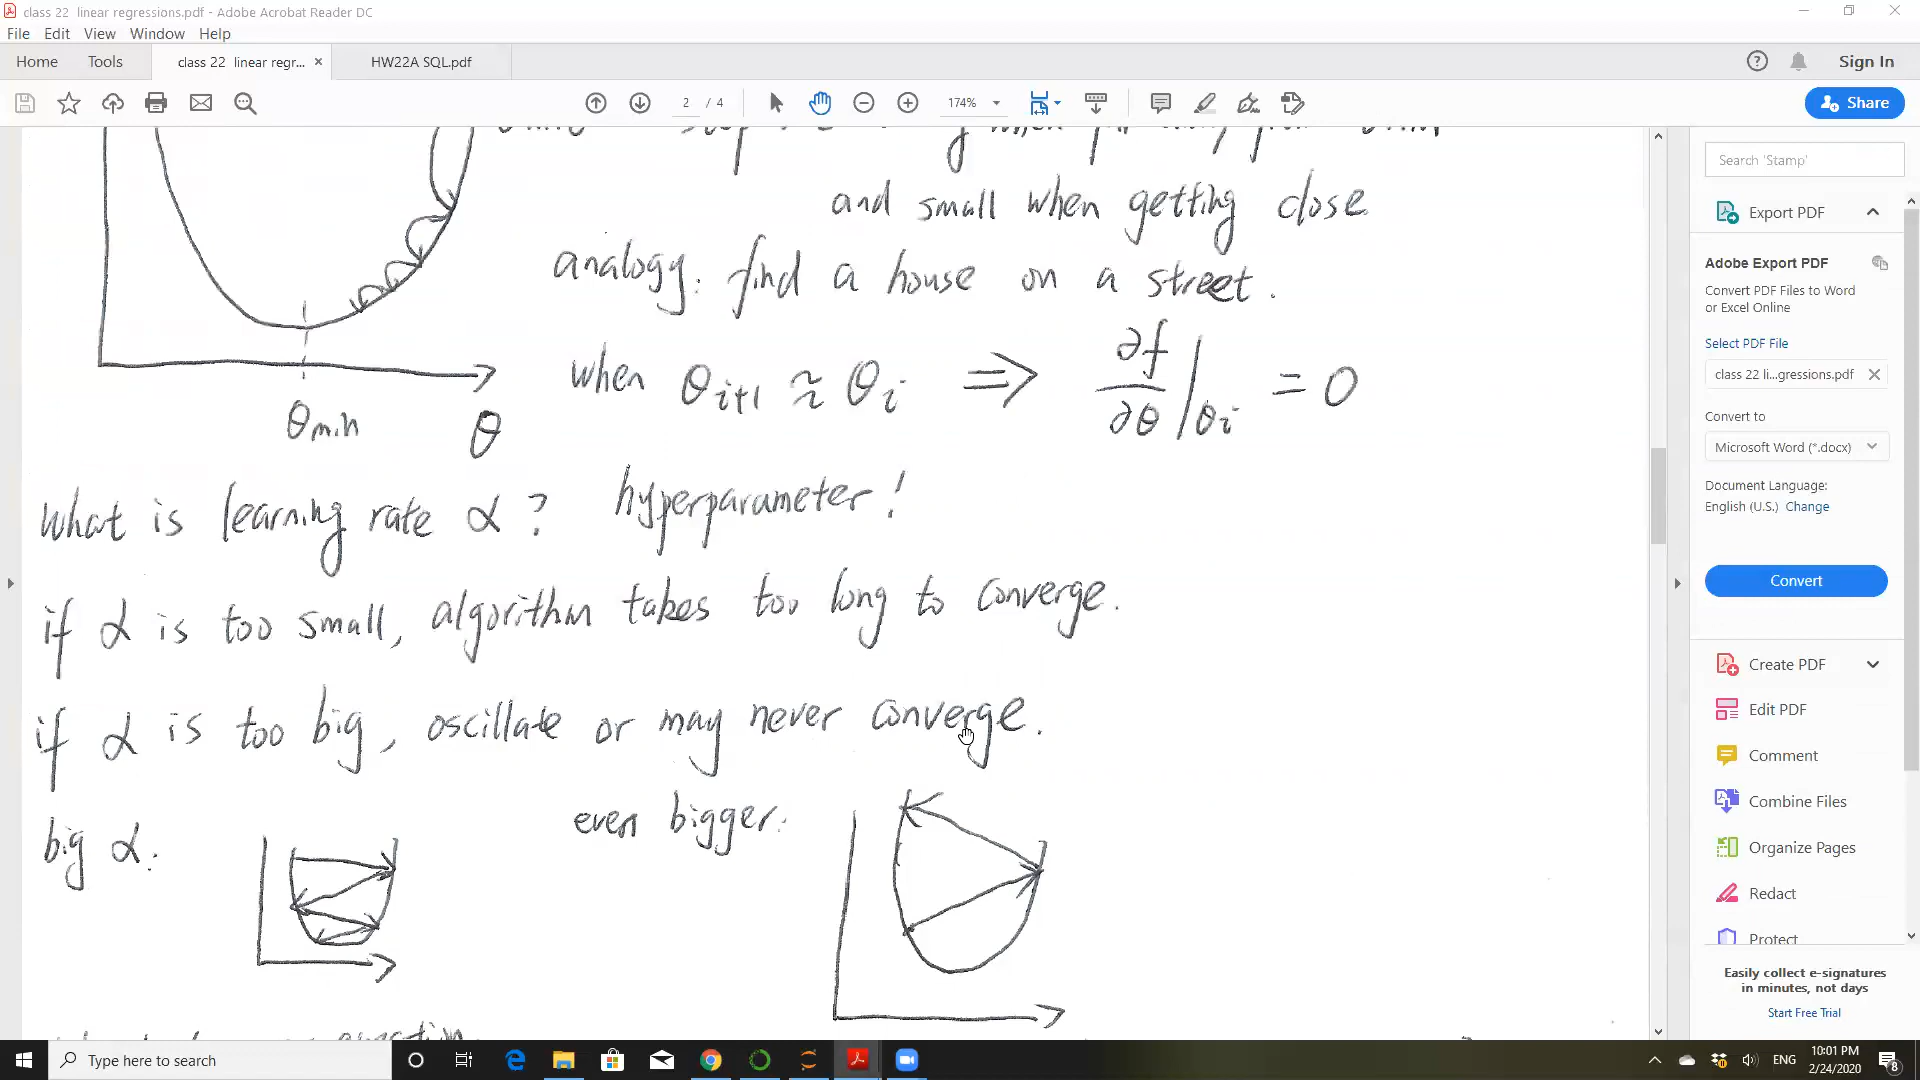 class 22 linear regressions.pdf - Adobe Acrobat Reader DC
File Edit View Window Help
Home Tools class 22 linear regr... × HW22A SQL.pdf Sign In
2 / 4 174% Share
and small when getting close
analogy: find a house on a street.
when θi+1 ≈ θi ⇒ ∂f/∂θ|θi = 0
θmin θ
What is learning rate α? hyperparameter!
if α is too small, algorithm takes too long to converge.
if α is too big, oscillate or may never converge.
big α: even bigger:
Search 'Stamp'
Export PDF
Adobe Export PDF
Convert PDF Files to Word
or Excel Online
Select PDF File
class 22 li...gressions.pdf
Convert to
Microsoft Word (*.docx)
Document Language:
English (U.S.) Change
Convert
Create PDF
Edit PDF
Comment
Combine Files
Organize Pages
Redact
Protect
Easily collect e-signatures
in minutes, not days
Start Free Trial
Type here to search
ENG
10:01 PM
2/24/2020
8